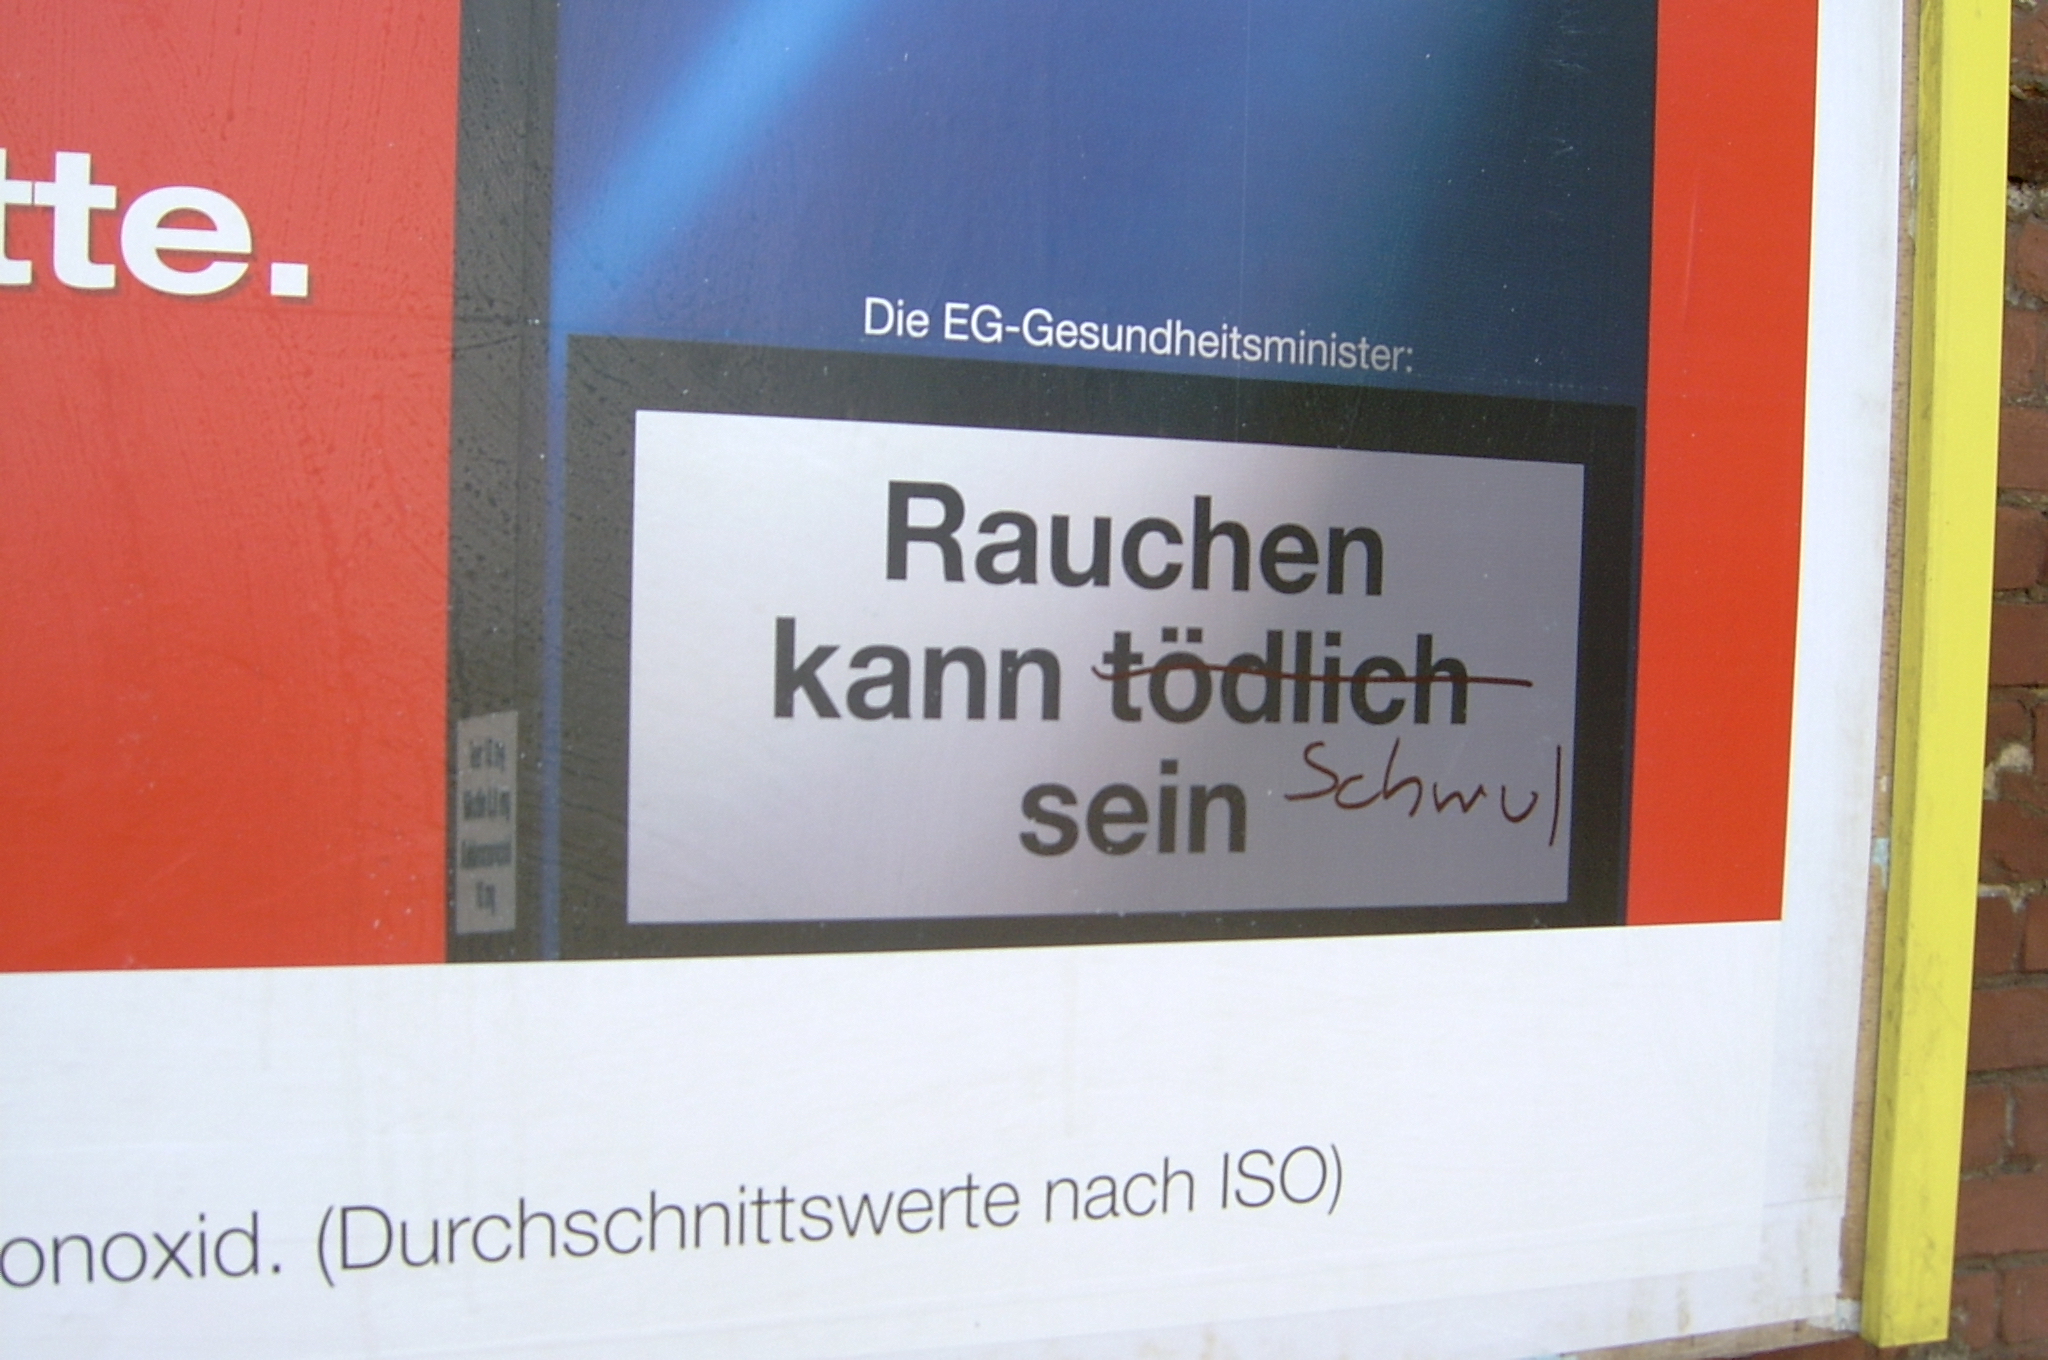 tte.
Die EG-Gesundheitsminister:
Rauchen
kann tödlich
sein Schwul
onoxid. (Durchschnittswerte nach ISO)